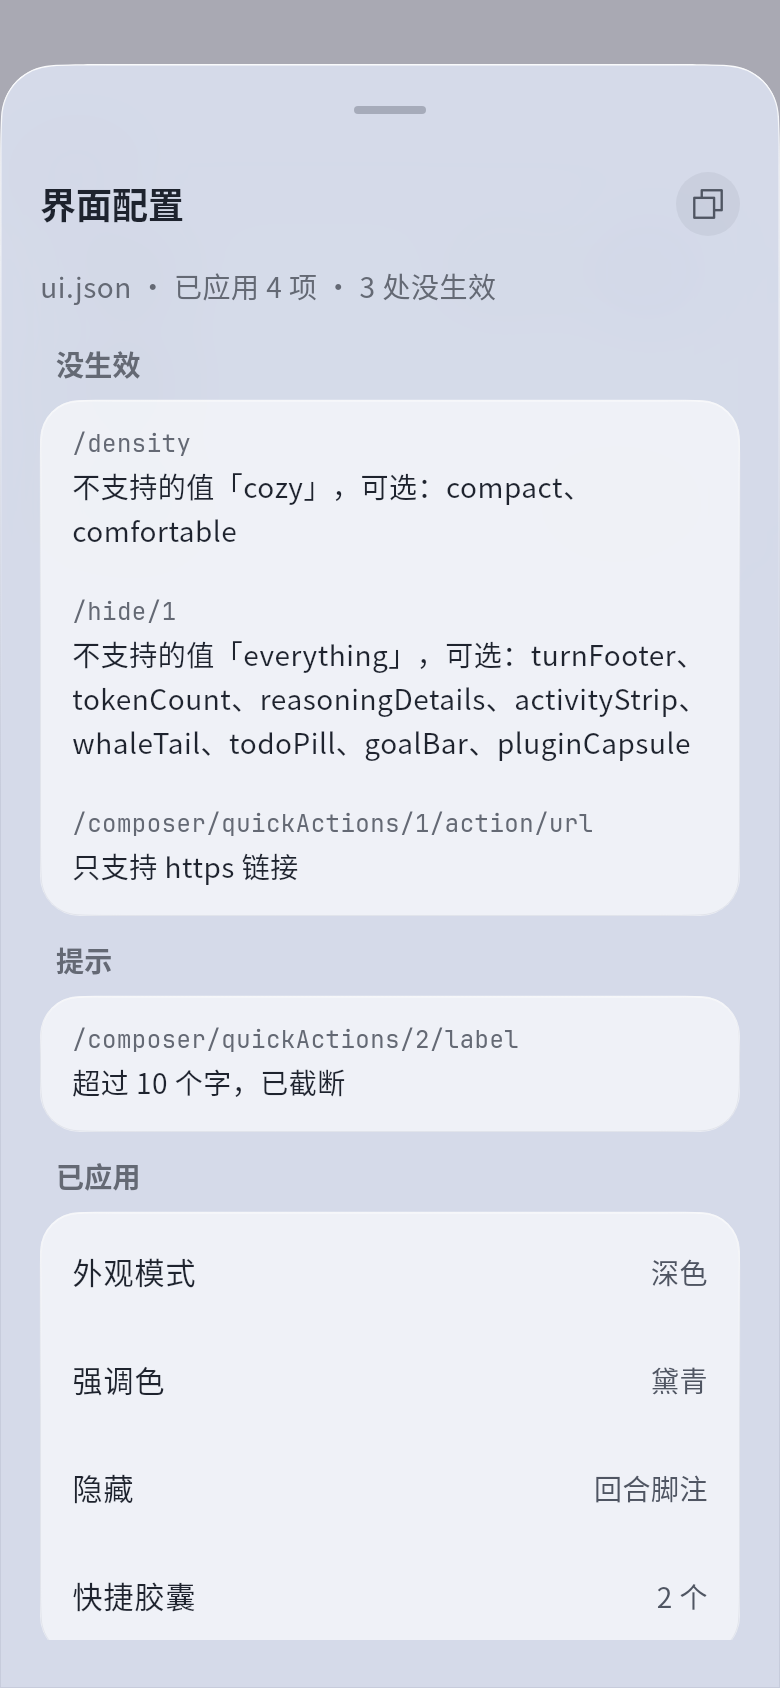 界面配置
ui.json · 已应用 4 项 · 3 处没生效
没生效
/density
不支持的值「cozy」，可选：compact、
comfortable
/hide/1
不支持的值「everything」，可选：turnFooter、
tokenCount、reasoningDetails、activityStrip、
whaleTail、todoPill、goalBar、pluginCapsule
/composer/quickActions/1/action/url
只支持 https 链接
提示
/composer/quickActions/2/label
超过 10 个字，已截断
已应用
外观模式 深色
强调色 黛青
隐藏 回合脚注
快捷胶囊 2 个